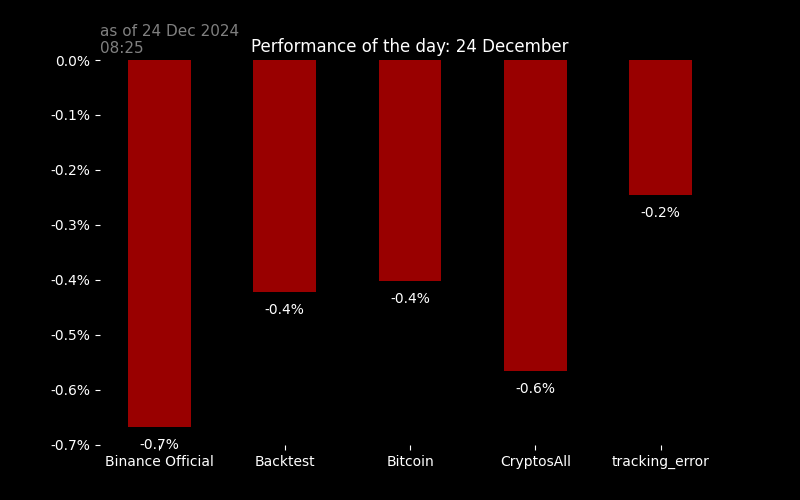 as of 24 Dec 2024
08:25
Performance of the day: 24 December
0.0%
-0.1%
-0.2%
-0.3%
-0.4%
-0.5%
-0.6%
-0.7%
-0.7%
-0.4%
-0.4%
-0.6%
-0.2%
Binance Official
Backtest
Bitcoin
CryptosAll
tracking_error